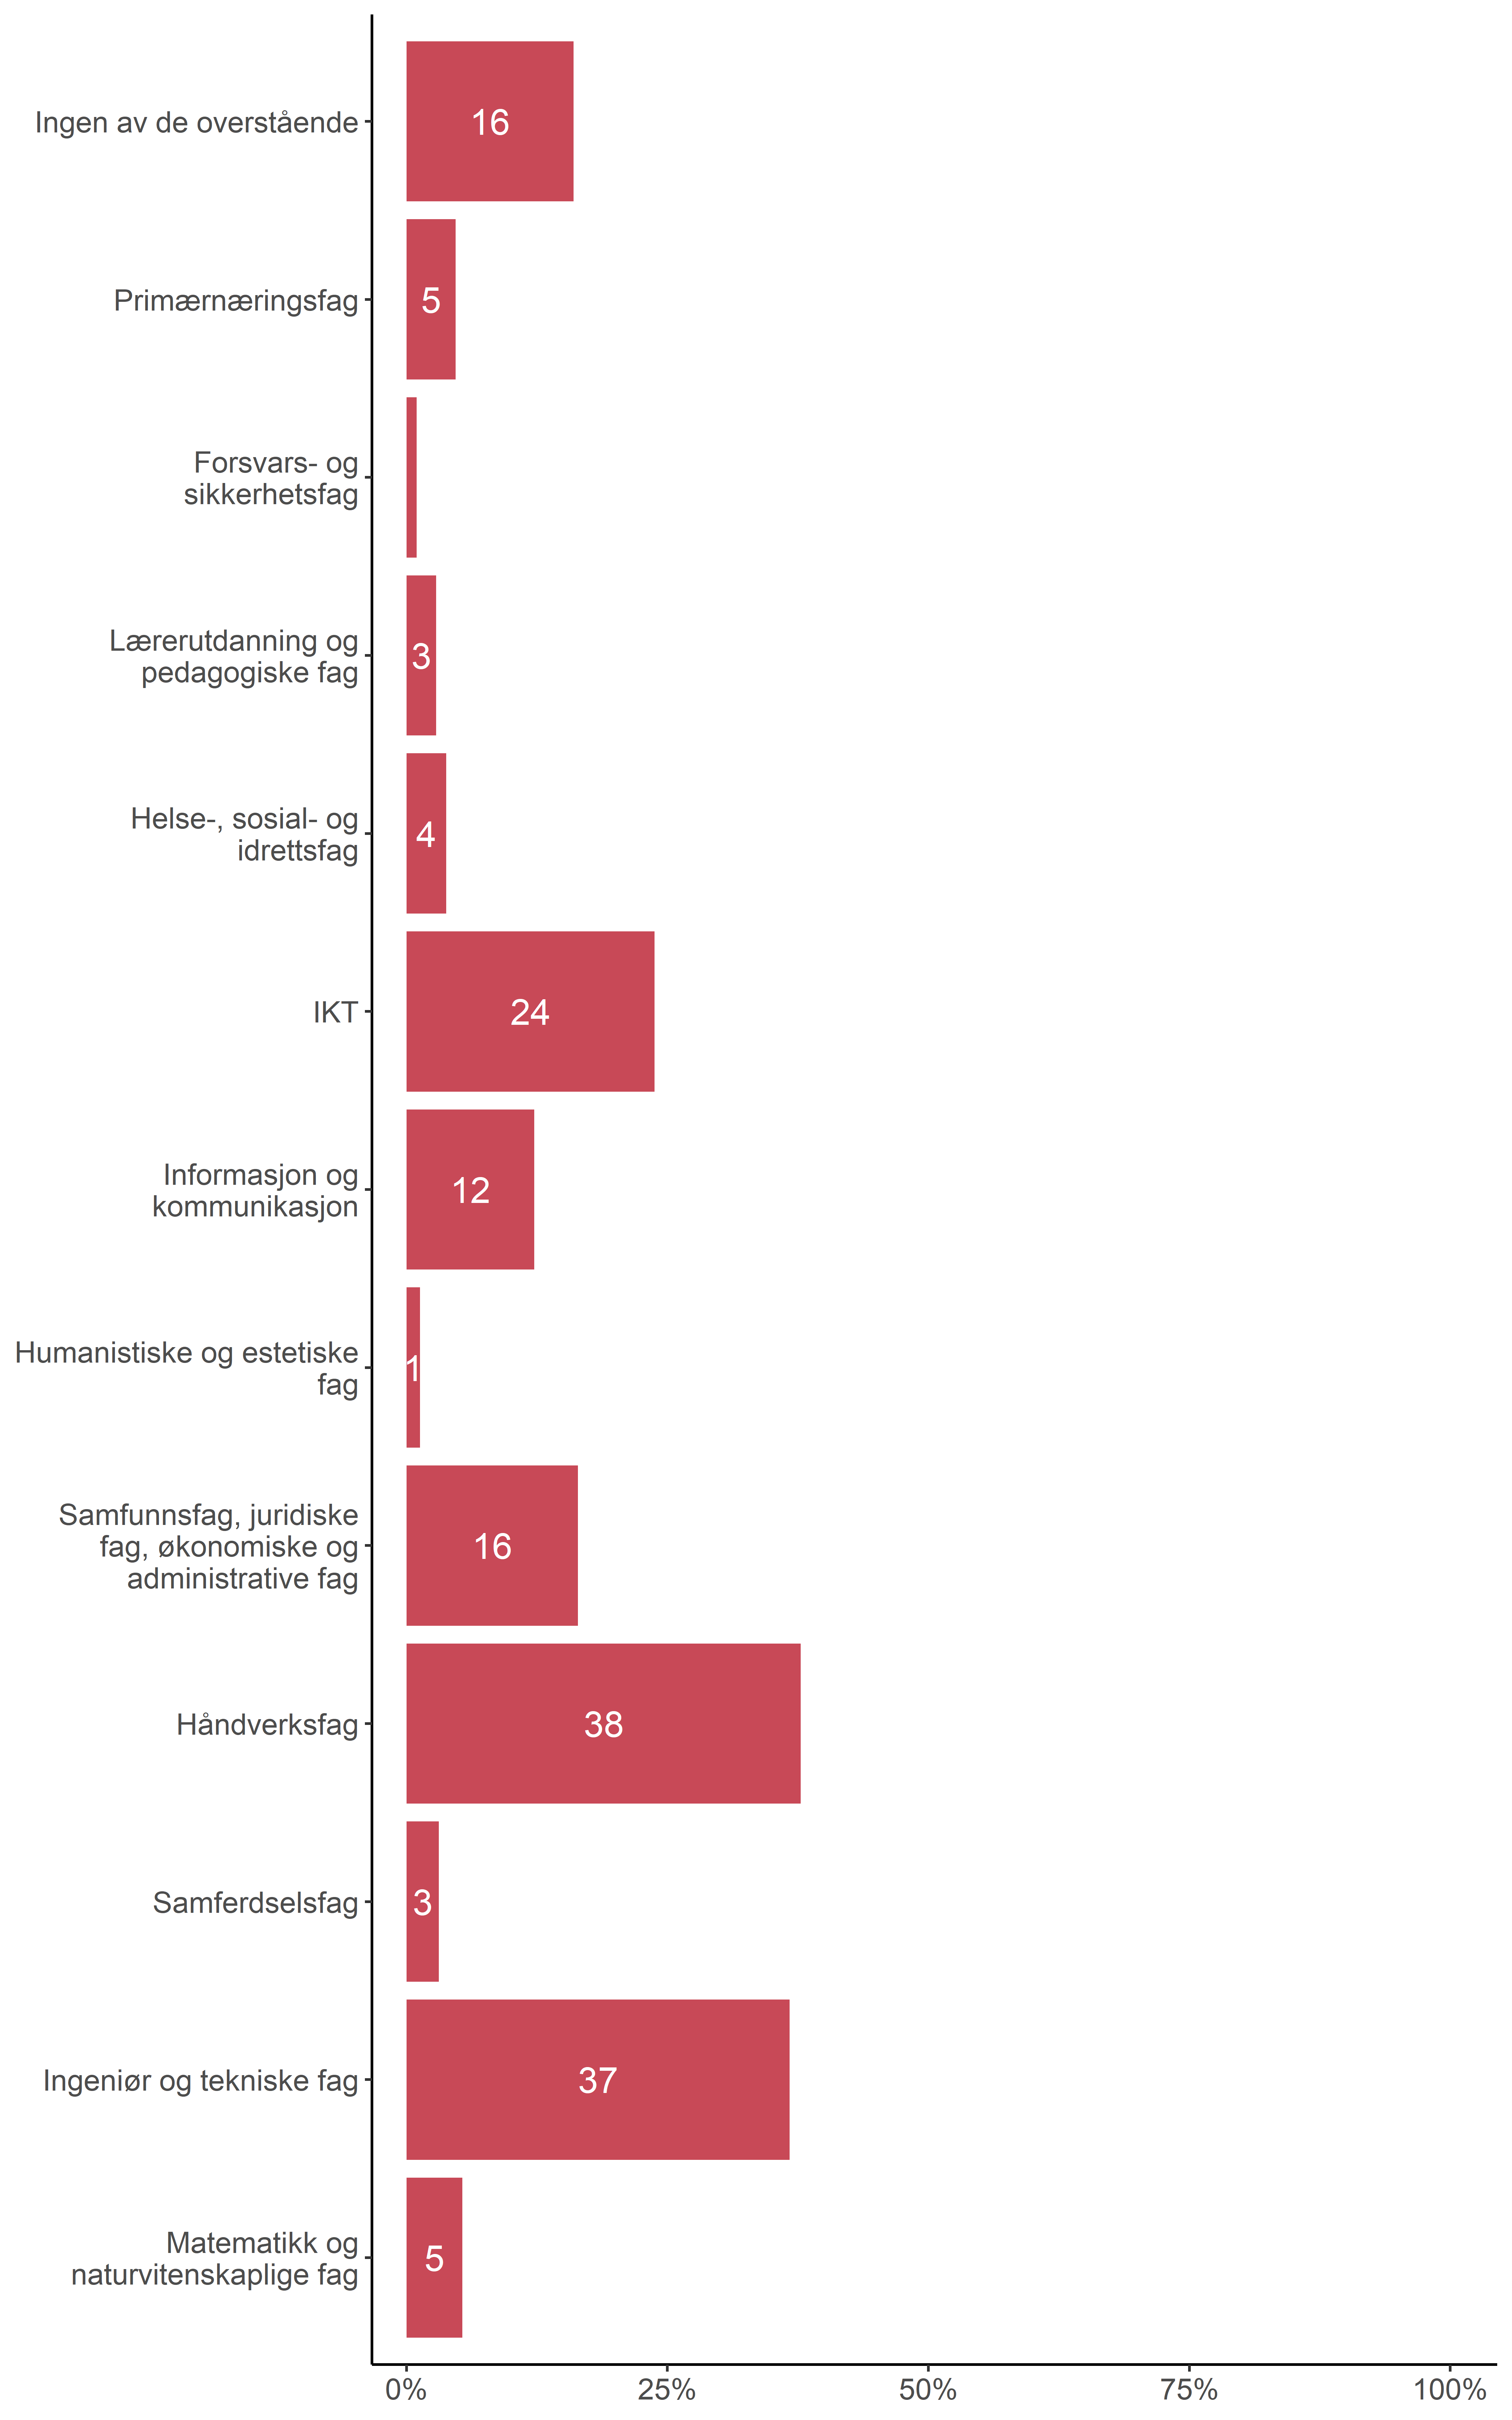 Ingen av de overstående
16
Primærnæringsfag
5
Forsvars- og
sikkerhetsfag
Lærerutdanning og
pedagogiske fag
3
Helse-, sosial- og
idrettsfag
4
IKT
24
Informasjon og
kommunikasjon
12
Humanistiske og estetiske
fag
1
Samfunnsfag, juridiske
fag, økonomiske og
administrative fag
16
Håndverksfag
38
Samferdselsfag
3
Ingeniør og tekniske fag
37
Matematikk og
naturvitenskaplige fag
5
0% 25% 50% 75% 100%